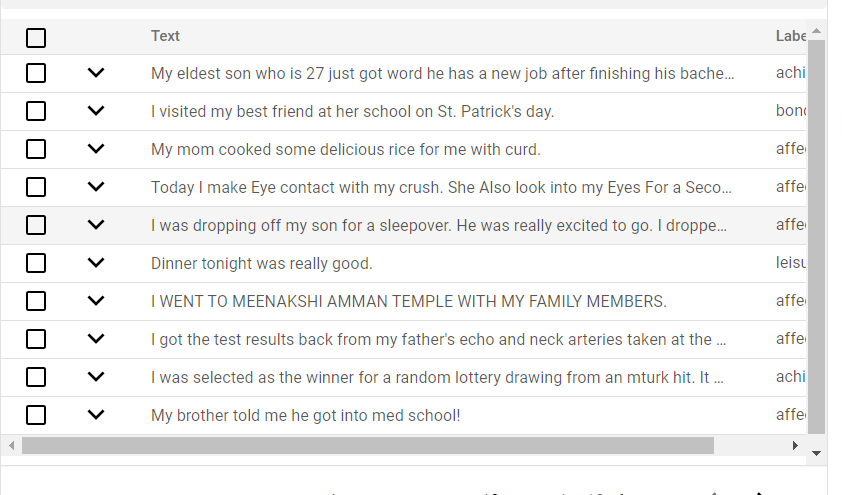 Text Labe
My eldest son who is 27 just got word he has a new job after finishing his bache... achi
I visited my best friend at her school on St. Patrick's day. bond
My mom cooked some delicious rice for me with curd. affe
Today I make Eye contact with my crush. She Also look into my Eyes For a Seco... affe
I was dropping off my son for a sleepover. He was really excited to go. I droppe... affe
Dinner tonight was really good. leisu
I WENT TO MEENAKSHI AMMAN TEMPLE WITH MY FAMILY MEMBERS. affe
I got the test results back from my father's echo and neck arteries taken at the ... affe
I was selected as the winner for a random lottery drawing from an mturk hit. It ... achi
My brother told me he got into med school! affe